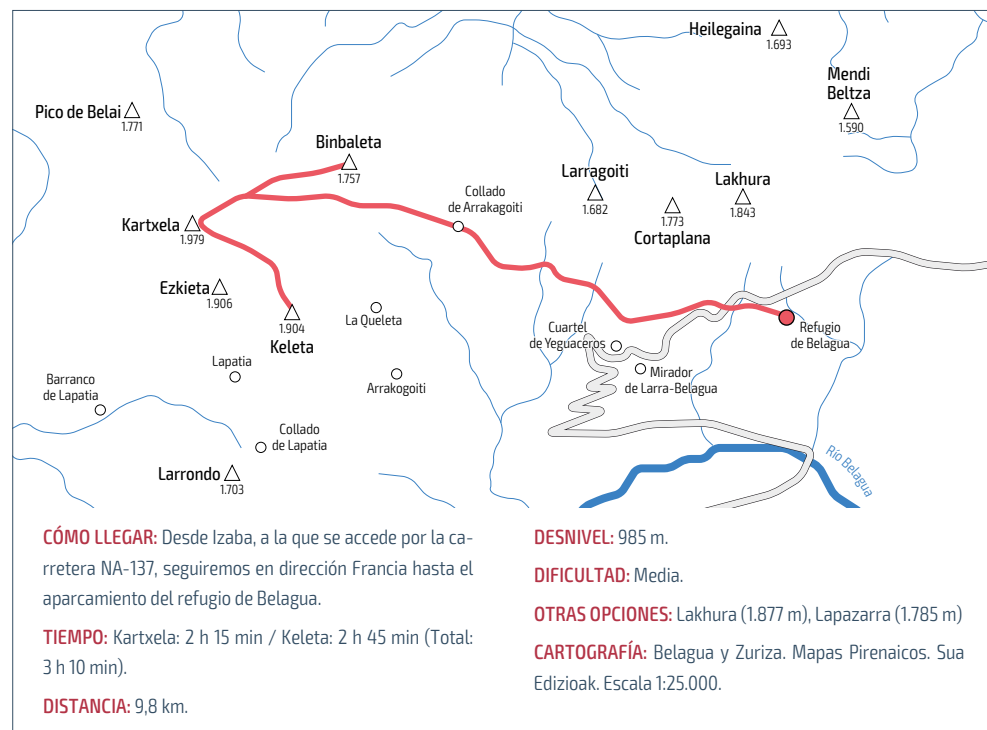 Heilegaina
1.693
Mendi
Beltza
1.590
Pico de Belai
1.771
Binbaleta
1.757
Larragoiti
1.682
Lakhura
1.843
Cortaplana
1.773
Collado
de Arrakagoiti
Kartxela
1.979
Ezkieta
1.906
1.904
Keleta
La Queleta
Cuartel
de Yeguaceros
Refugio
de Belagua
Mirador
de Larra-Belagua
Lapatia
Arrakogoiti
Barranco
de Lapatia
Collado
de Lapatia
Larrondo
1.703
Río Belagua
CÓMO LLEGAR: Desde Izaba, a la que se accede por la ca-
rretera NA-137, seguiremos en dirección Francia hasta el
aparcamiento del refugio de Belagua.
TIEMPO: Kartxela: 2 h 15 min / Keleta: 2 h 45 min (Total:
3 h 10 min).
DISTANCIA: 9,8 km.
DESNIVEL: 985 m.
DIFICULTAD: Media.
OTRAS OPCIONES: Lakhura (1.877 m), Lapazarra (1.785 m)
CARTOGRAFÍA: Belagua y Zuriza. Mapas Pirenaicos. Sua
Edizioak. Escala 1:25.000.